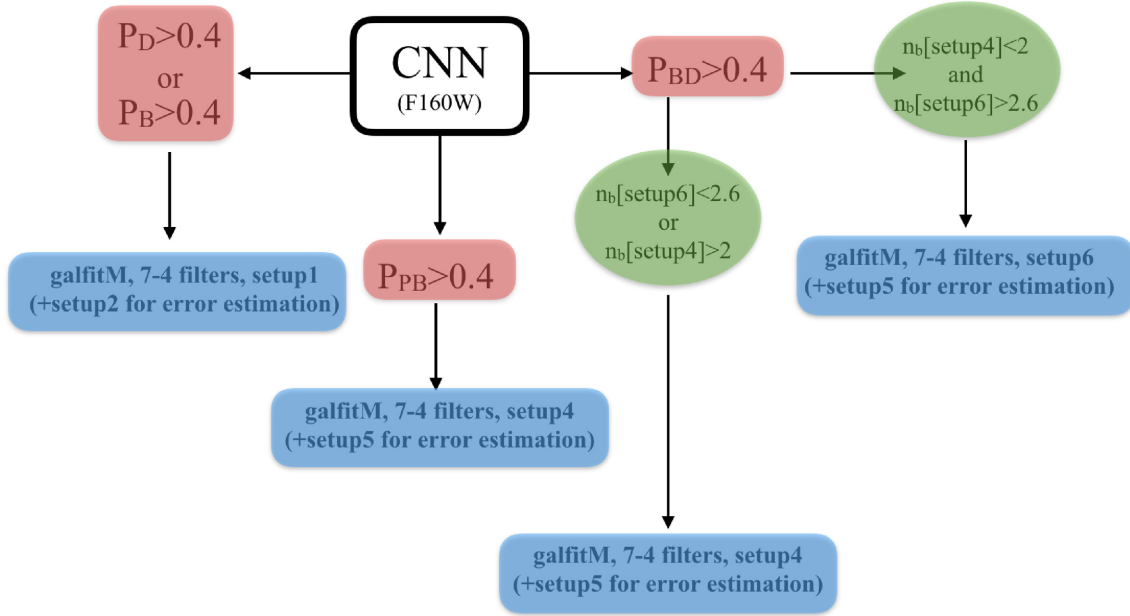 P_D>0.4
or
P_B>0.4
CNN
(F160W)
P_BD>0.4
n_b[setup4]<2
and
n_b[setup6]>2.6
n_b[setup6]<2.6
or
n_b[setup4]>2
galfitM, 7-4 filters, setup1
(+setup2 for error estimation)
P_PB>0.4
galfitM, 7-4 filters, setup6
(+setup5 for error estimation)
galfitM, 7-4 filters, setup4
(+setup5 for error estimation)
galfitM, 7-4 filters, setup4
(+setup5 for error estimation)